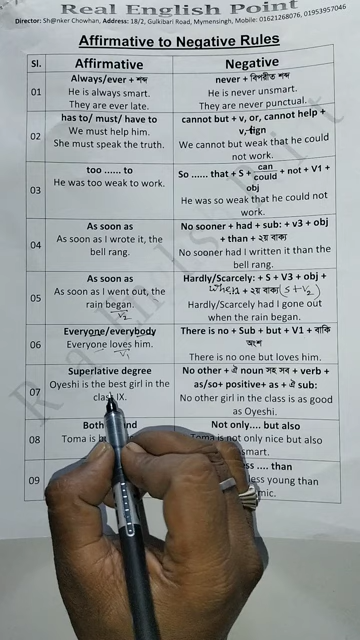 Real English Point
Director: Sh@nker Chowhan, Address: 18/2, Gulkibari Road, Mymensingh, Mobile: 01621268076, 01953957046
Affirmative to Negative Rules
Sl. Affirmative Negative
01 Always/ever + শব্দ never + বিপরীত শব্দ
He is always smart. He is never unsmart.
They are ever late. They are never punctual.
02 has to/ must/ have to cannot but + v, or, cannot help +
We must help him. v+ing
She must speak the truth. We cannot but weak that he could
not work.
03 too ...... to So ...... that + S + can/could + not + V1 +
He was too weak to work. obj
He was so weak that he could not
work.
04 As soon as No sooner + had + sub: + v3 + obj
As soon as I wrote it, the + than + ২য় বাক্য
bell rang. No sooner had I written it than the
bell rang.
05 As soon as Hardly/Scarcely: + S + V3 + obj +
As soon as I went out, the when + ২য় বাক্য (S+V2)
rain began. Hardly/Scarcely had I gone out
V2 when the rain began.
06 Everyone/everybody There is no + Sub + but + V1 + বাকি
Everyone loves him. অংশ
V1 There is no one but loves him.
07 Superlative degree No other + ঐ noun সহ সব + verb +
Oyeshi is the best girl in the as/so+ positive+ as + ঐ sub:
class IX. No other girl in the class is as good
as Oyeshi.
08 Both Not only.... but also
Toma is Toma is not only nice but also
smart.
09 .... than
less young than